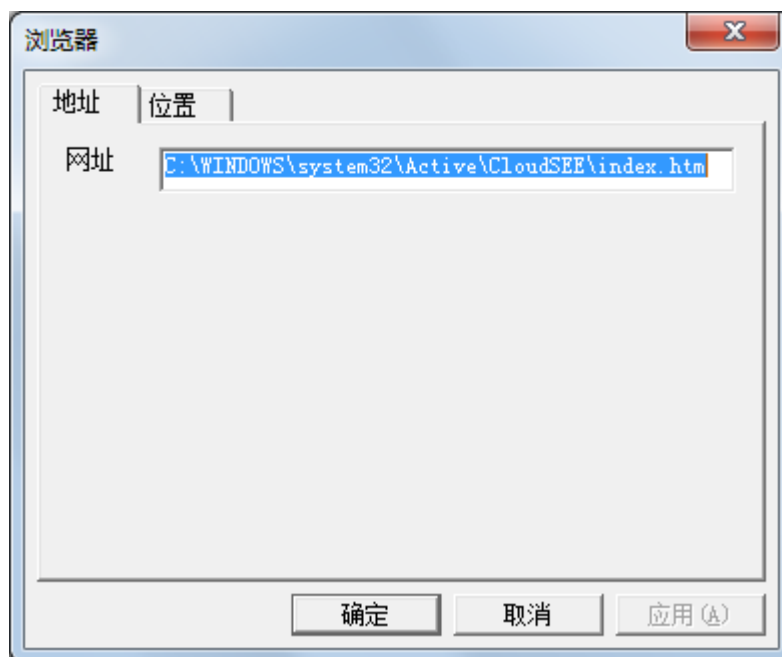 浏览器
地址 位置
网址 C:\WINDOWS\system32\Active\CloudSEE\index.htm
确定 取消 应用(A)